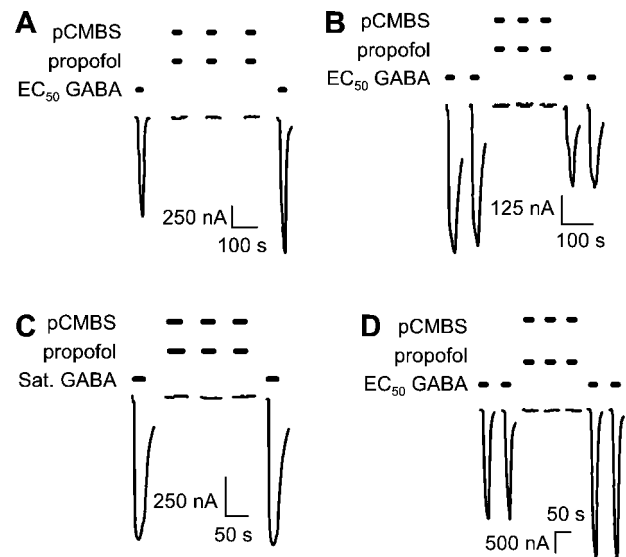 A
pCMBS
propofol
EC₅₀ GABA
250 nA
100 s
B
pCMBS
propofol
EC₅₀ GABA
125 nA
100 s
C
pCMBS
propofol
Sat. GABA
250 nA
50 s
D
pCMBS
propofol
EC₅₀ GABA
50 s
500 nA